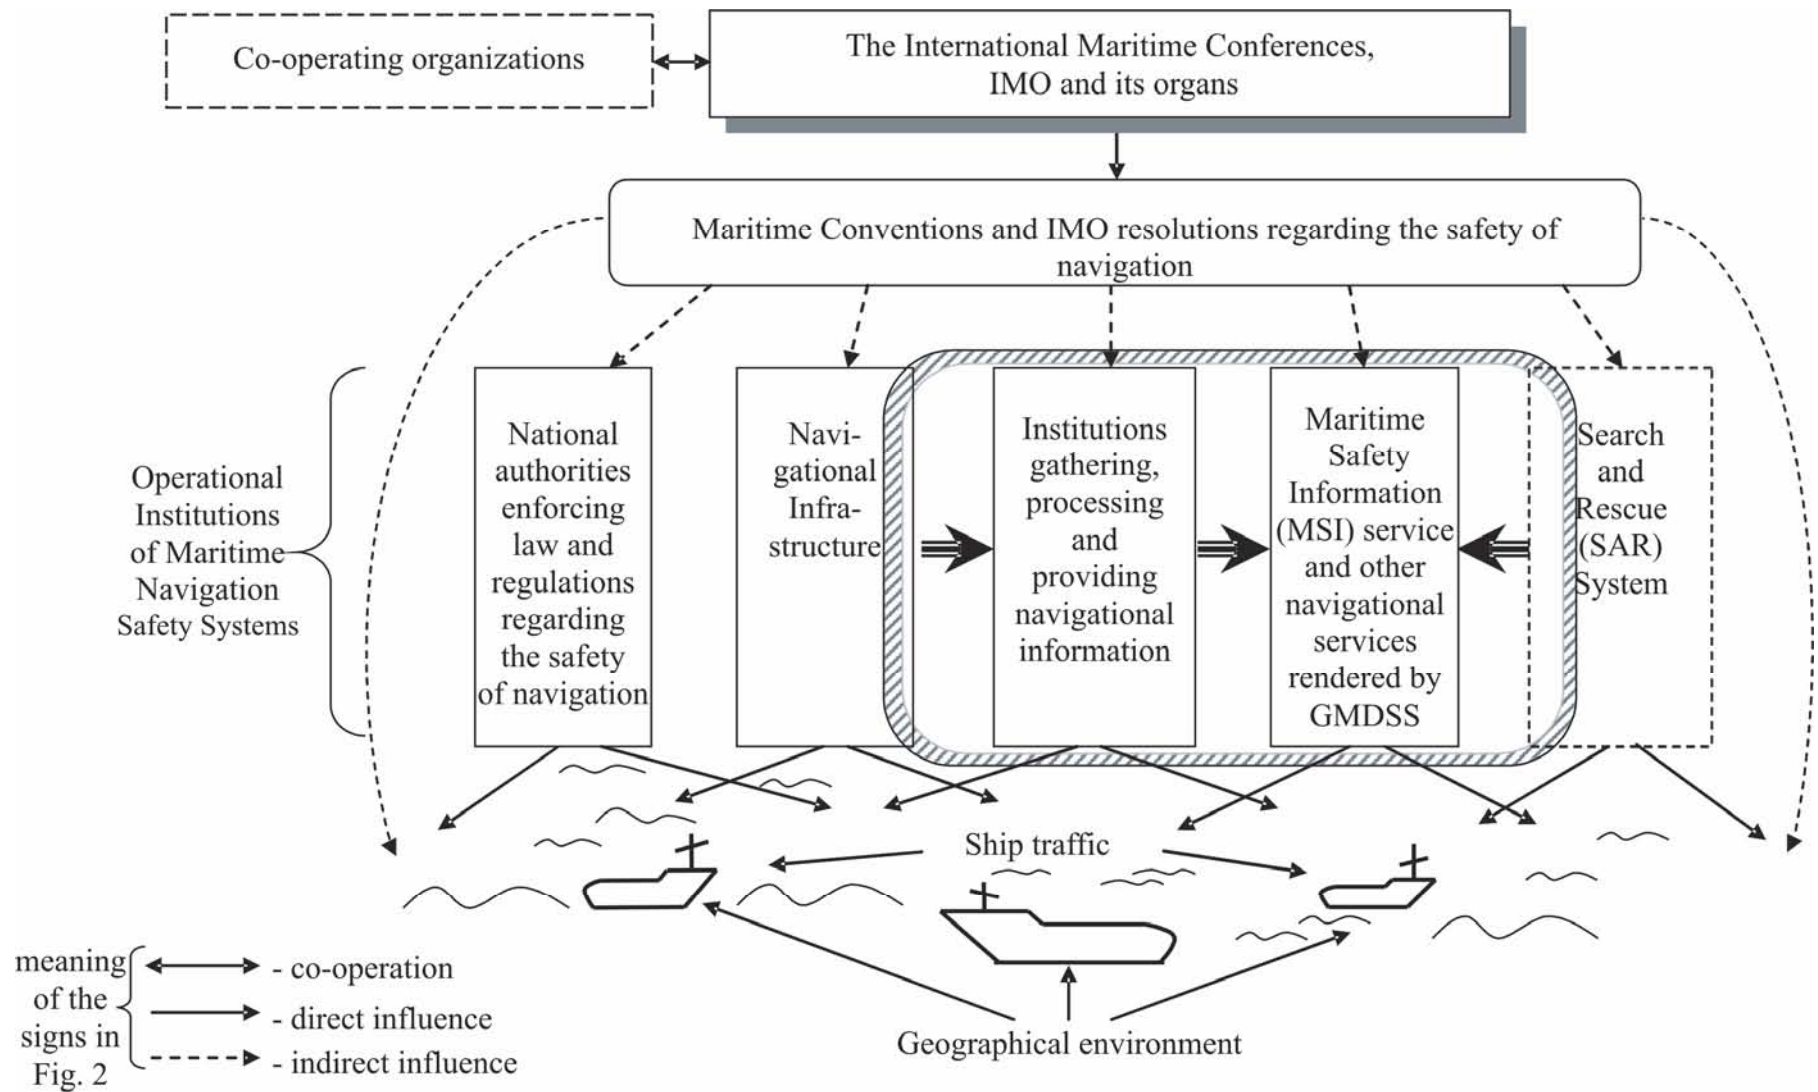 Co-operating organizations
The International Maritime Conferences,
IMO and its organs
Maritime Conventions and IMO resolutions regarding the safety of
navigation
Operational
Institutions
of Maritime
Navigation
Safety Systems
National
authorities
enforcing
law and
regulations
regarding
the safety
of navigation
Navi-
gational
Infra-
structure
Institutions
gathering,
processing
and
providing
navigational
information
Maritime
Safety
Information
(MSI) service
and other
navigational
services
rendered by
GMDSS
Search
and
Rescue
(SAR)
System
Ship traffic
Geographical environment
meaning
of the
signs in
Fig. 2
- co-operation
- direct influence
- indirect influence